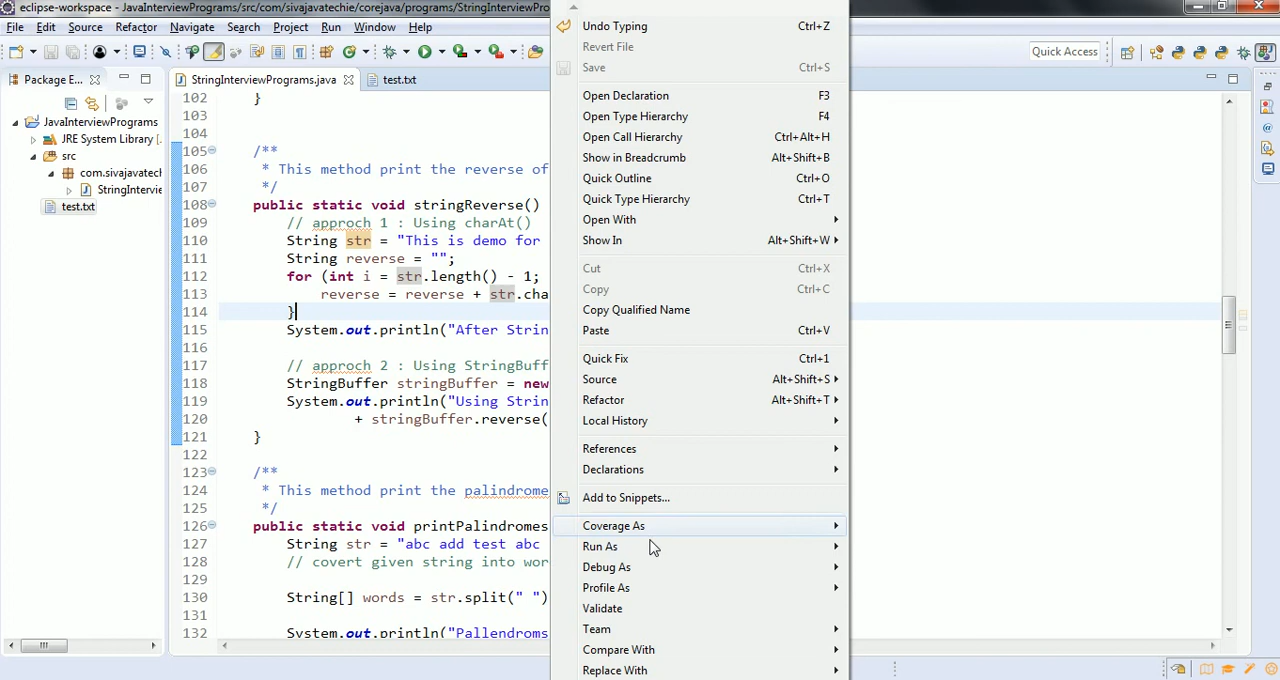 eclipse-workspace - JavaInterviewPrograms/src/com/sivajavatechie/corejava/programs/StringInterviewPro
File Edit Source Refactor Navigate Search Project Run Window Help
Quick Access
Package E...
StringInterviewPrograms.java
test.txt
JavaInterviewPrograms
JRE System Library [
src
com.sivajavatech
StringIntervie
test.txt
102 }
103
104
105 /**
106 * This method print the reverse of
107 */
108 public static void stringReverse()
109 // approch 1 : Using charAt()
110 String str = "This is demo for
111 String reverse = "";
112 for (int i = str.length() - 1;
113 reverse = reverse + str.cha
114 }
115 System.out.println("After Strin
116
117 // approch 2 : Using StringBuff
118 StringBuffer stringBuffer = new
119 System.out.println("Using Strin
120 + stringBuffer.reverse(
121 }
122
123 /**
124 * This method print the palindrome
125 */
126 public static void printPalindromes
127 String str = "abc add test abc
128 // covert given string into wor
129
130 String[] words = str.split(" ")
131
132 System.out.println("Pallendroms
Undo Typing Ctrl+Z
Revert File
Save Ctrl+S
Open Declaration F3
Open Type Hierarchy F4
Open Call Hierarchy Ctrl+Alt+H
Show in Breadcrumb Alt+Shift+B
Quick Outline Ctrl+O
Quick Type Hierarchy Ctrl+T
Open With
Show In Alt+Shift+W
Cut Ctrl+X
Copy Ctrl+C
Copy Qualified Name
Paste Ctrl+V
Quick Fix Ctrl+1
Source Alt+Shift+S
Refactor Alt+Shift+T
Local History
References
Declarations
Add to Snippets...
Coverage As
Run As
Debug As
Profile As
Validate
Team
Compare With
Replace With